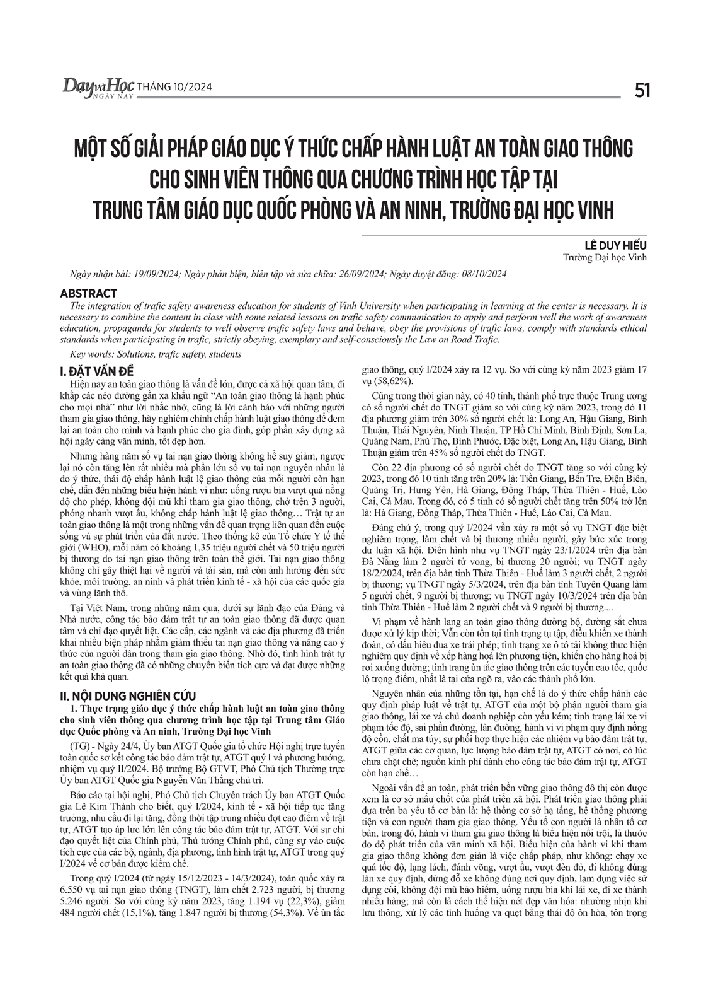 Dạy và Học
NGÀY NAY
THÁNG 10/2024
51
MỘT SỐ GIẢI PHÁP GIÁO DỤC Ý THỨC CHẤP HÀNH LUẬT AN TOÀN GIAO THÔNG
CHO SINH VIÊN THÔNG QUA CHƯƠNG TRÌNH HỌC TẬP TẠI
TRUNG TÂM GIÁO DỤC QUỐC PHÒNG VÀ AN NINH, TRƯỜNG ĐẠI HỌC VINH
LÊ DUY HIẾU
Trường Đại học Vinh
Ngày nhận bài: 19/09/2024; Ngày phản biện, biên tập và sửa chữa: 26/09/2024; Ngày duyệt đăng: 08/10/2024
ABSTRACT
The integration of trafic safety awareness education for students of Vinh University when participating in learning at the center is necessary. It is
necessary to combine the content in class with some related lessons on trafic safety communication to apply and perform well the work of awareness
education, propaganda for students to well observe trafic safety laws and behave, obey the provisions of trafic laws, comply with standards ethical
standards when participating in trafic, strictly obeying, exemplary and self-consciously the Law on Road Trafic.
Key words: Solutions, trafic safety, students
I. ĐẶT VẤN ĐỀ
Hiện nay an toàn giao thông là vấn đề lớn, được cả xã hội quan tâm, đi
khắp các nẻo đường gần xa khẩu ngữ “An toàn giao thông là hạnh phúc
cho mọi nhà” như lời nhắc nhở, cũng là lời cảnh báo với những người
tham gia giao thông, hãy nghiêm chỉnh chấp hành luật giao thông để đem
lại an toàn cho mình và hạnh phúc cho gia đình, góp phần xây dựng xã
hội ngày càng văn minh, tốt đẹp hơn.
Nhưng hàng năm số vụ tai nạn giao thông không hề suy giảm, ngược
lại nó còn tăng lên rất nhiều mà phần lớn số vụ tai nạn nguyên nhân là
do ý thức, thái độ chấp hành luật lệ giao thông của mỗi người còn hạn
chế, dẫn đến những biểu hiện hành vi như: uống rượu bia vượt quá nồng
độ cho phép, không đội mũ khi tham gia giao thông, chở trên 3 người,
phóng nhanh vượt ẩu, không chấp hành luật lệ giao thông… Trật tự an
toàn giao thông là một trong những vấn đề quan trọng liên quan đến cuộc
sống và sự phát triển của đất nước. Theo thống kê của Tổ chức Y tế thế
giới (WHO), mỗi năm có khoảng 1,35 triệu người chết và 50 triệu người
bị thương do tai nạn giao thông trên toàn thế giới. Tai nạn giao thông
không chỉ gây thiệt hại về người và tài sản, mà còn ảnh hưởng đến sức
khỏe, môi trường, an ninh và phát triển kinh tế - xã hội của các quốc gia
và vùng lãnh thổ.
Tại Việt Nam, trong những năm qua, dưới sự lãnh đạo của Đảng và
Nhà nước, công tác bảo đảm trật tự an toàn giao thông đã được quan
tâm và chỉ đạo quyết liệt. Các cấp, các ngành và các địa phương đã triển
khai nhiều biện pháp nhằm giảm thiểu tai nạn giao thông và nâng cao ý
thức của người dân trong tham gia giao thông. Nhờ đó, tình hình trật tự
an toàn giao thông đã có những chuyển biến tích cực và đạt được những
kết quả khả quan.
II. NỘI DUNG NGHIÊN CỨU
1. Thực trạng giáo dục ý thức chấp hành luật an toàn giao thông
cho sinh viên thông qua chương trình học tập tại Trung tâm Giáo
dục Quốc phòng và An ninh, Trường Đại học Vinh
(TG) - Ngày 24/4, Ủy ban ATGT Quốc gia tổ chức Hội nghị trực tuyến
toàn quốc sơ kết công tác bảo đảm trật tự, ATGT quý I và phương hướng,
nhiệm vụ quý II/2024. Bộ trưởng Bộ GTVT, Phó Chủ tịch Thường trực
Ủy ban ATGT Quốc gia Nguyễn Văn Thắng chủ trì.
Báo cáo tại hội nghị, Phó Chủ tịch Chuyên trách Ủy ban ATGT Quốc
gia Lê Kim Thành cho biết, quý I/2024, kinh tế - xã hội tiếp tục tăng
trưởng, nhu cầu đi lại tăng, đồng thời tập trung nhiều đợt cao điểm về trật
tự, ATGT tạo áp lực lớn lên công tác bảo đảm trật tự, ATGT. Với sự chỉ
đạo quyết liệt của Chính phủ, Thủ tướng Chính phủ, cùng sự vào cuộc
tích cực của các bộ, ngành, địa phương, tình hình trật tự, ATGT trong quý
I/2024 về cơ bản được kiềm chế.
Trong quý I/2024 (từ ngày 15/12/2023 - 14/3/2024), toàn quốc xảy ra
6.550 vụ tai nạn giao thông (TNGT), làm chết 2.723 người, bị thương
5.246 người. So với cùng kỳ năm 2023, tăng 1.194 vụ (22,3%), giảm
484 người chết (15,1%), tăng 1.847 người bị thương (54,3%). Về ùn tắc
giao thông, quý I/2024 xảy ra 12 vụ. So với cùng kỳ năm 2023 giảm 17
vụ (58,62%).
Cũng trong thời gian này, có 40 tỉnh, thành phố trực thuộc Trung ương
có số người chết do TNGT giảm so với cùng kỳ năm 2023, trong đó 11
địa phương giảm trên 30% số người chết là: Long An, Hậu Giang, Bình
Thuận, Thái Nguyên, Ninh Thuận, TP Hồ Chí Minh, Bình Định, Sơn La,
Quảng Nam, Phú Thọ, Bình Phước. Đặc biệt, Long An, Hậu Giang, Bình
Thuận giảm trên 45% số người chết do TNGT.
Còn 22 địa phương có số người chết do TNGT tăng so với cùng kỳ
2023, trong đó 10 tỉnh tăng trên 20% là: Tiền Giang, Bến Tre, Điện Biên,
Quảng Trị, Hưng Yên, Hà Giang, Đồng Tháp, Thừa Thiên - Huế, Lào
Cai, Cà Mau. Trong đó, có 5 tỉnh có số người chết tăng trên 50% trở lên
là: Hà Giang, Đồng Tháp, Thừa Thiên - Huế, Lào Cai, Cà Mau.
Đáng chú ý, trong quý I/2024 vẫn xảy ra một số vụ TNGT đặc biệt
nghiêm trọng, làm chết và bị thương nhiều người, gây bức xúc trong
dư luận xã hội. Điển hình như vụ TNGT ngày 23/1/2024 trên địa bàn
Đà Nẵng làm 2 người tử vong, bị thương 20 người; vụ TNGT ngày
18/2/2024, trên địa bàn tỉnh Thừa Thiên - Huế làm 3 người chết, 2 người
bị thương; vụ TNGT ngày 5/3/2024, trên địa bàn tỉnh Tuyên Quang làm
5 người chết, 9 người bị thương; vụ TNGT ngày 10/3/2024 trên địa bàn
tỉnh Thừa Thiên - Huế làm 2 người chết và 9 người bị thương....
Vi phạm về hành lang an toàn giao thông đường bộ, đường sắt chưa
được xử lý kịp thời; Vẫn còn tồn tại tình trạng tụ tập, điều khiển xe thành
đoàn, có dấu hiệu đua xe trái phép; tình trạng xe ô tô tải không thực hiện
nghiêm quy định về xếp hàng hoá lên phương tiện, khiến cho hàng hoá bị
rơi xuống đường; tình trạng ùn tắc giao thông trên các tuyến cao tốc, quốc
lộ trọng điểm, nhất là tại cửa ngõ ra, vào các thành phố lớn.
Nguyên nhân của những tồn tại, hạn chế là do ý thức chấp hành các
quy định pháp luật về trật tự, ATGT của một bộ phận người tham gia
giao thông, lái xe và chủ doanh nghiệp còn yếu kém; tình trạng lái xe vi
phạm tốc độ, sai phần đường, làn đường, hành vi vi phạm quy định nồng
độ cồn, chất ma túy; sự phối hợp thực hiện các nhiệm vụ bảo đảm trật tự,
ATGT giữa các cơ quan, lực lượng bảo đảm trật tự, ATGT có nơi, có lúc
chưa chặt chẽ; nguồn kinh phí dành cho công tác bảo đảm trật tự, ATGT
còn hạn chế…
Ngoài vấn đề an toàn, phát triển bền vững giao thông đô thị còn được
xem là cơ sở mấu chốt của phát triển xã hội. Phát triển giao thông phải
dựa trên ba yếu tố cơ bản là: hệ thống cơ sở hạ tầng, hệ thống phương
tiện và con người tham gia giao thông. Yếu tố con người là nhân tố cơ
bản, trong đó, hành vi tham gia giao thông là biểu hiện nổi trội, là thước
đo độ phát triển của văn minh xã hội. Biểu hiện của hành vi khi tham
gia giao thông không đơn giản là việc chấp pháp, như không: chạy xe
quá tốc độ, lạng lách, đánh võng, vượt ẩu, vượt đèn đỏ, đi không đúng
làn xe quy định, dừng đỗ xe không đúng nơi quy định, lạm dụng việc sử
dụng còi, không đội mũ bảo hiểm, uống rượu bia khi lái xe, đi xe thành
nhiều hàng; mà còn là cách thể hiện nét đẹp văn hóa: nhường nhịn khi
lưu thông, xử lý các tình huống va quẹt bằng thái độ ôn hòa, tôn trọng